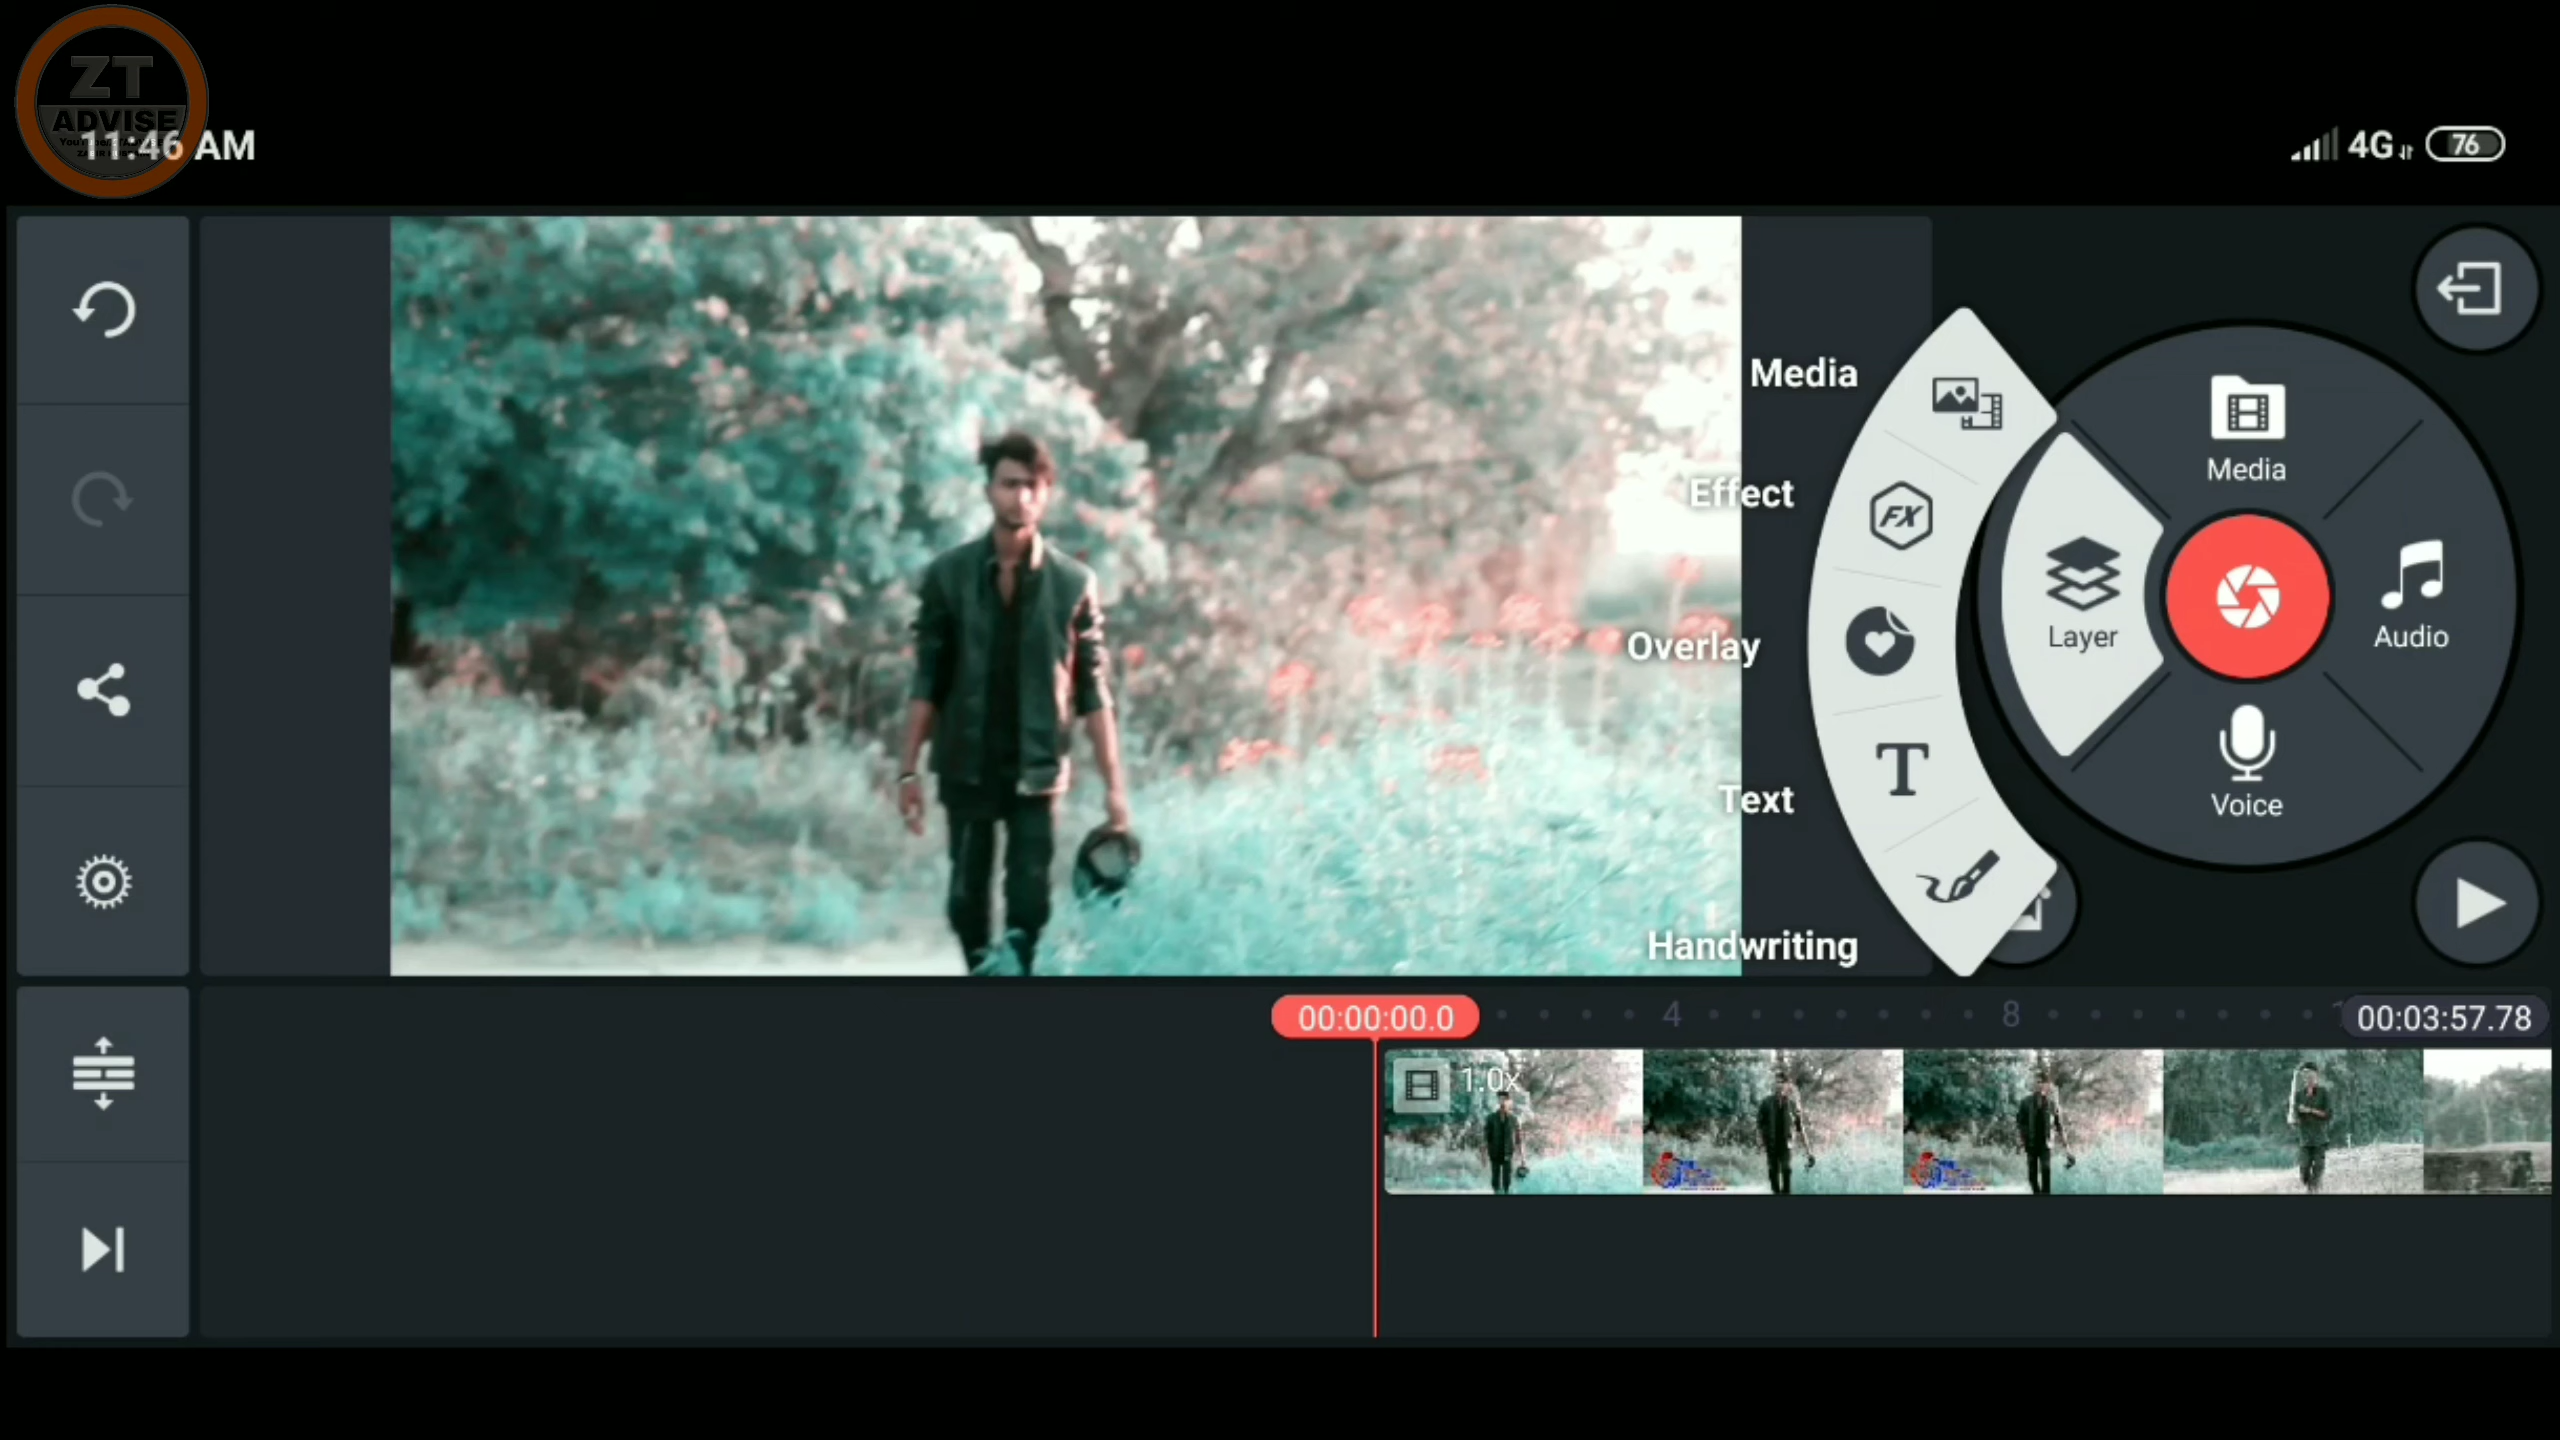 ZT
ADVISE
11:46 AM
4G
76
Media
Effect
Overlay
Text
Handwriting
Media
Layer
Audio
Voice
FX
T
00:00:00.0
4
8
00:03:57.78
1.0x